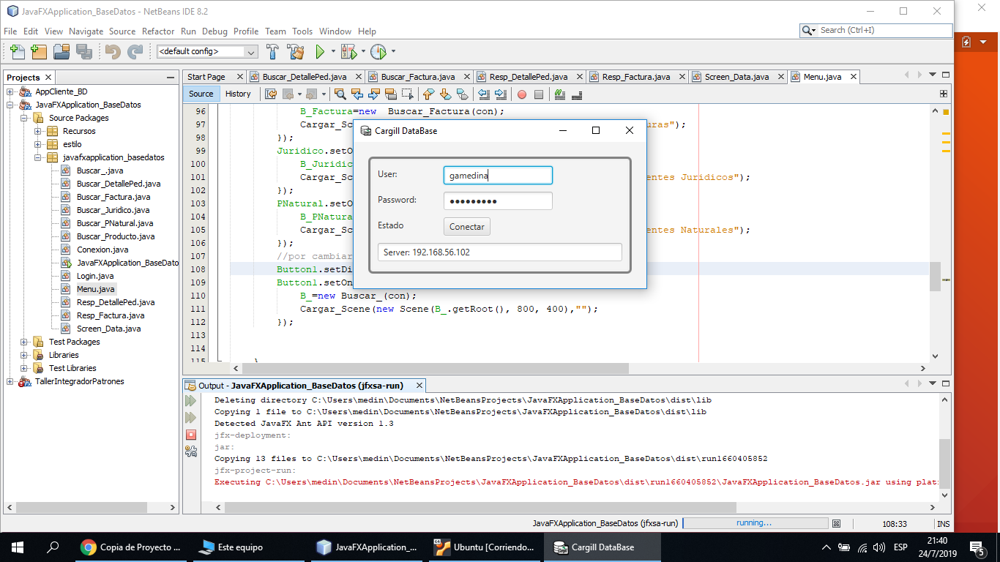 JavaFXApplication_BaseDatos - NetBeans IDE 8.2
File Edit View Navigate Source Refactor Run Debug Profile Team Tools Window Help
Search (Ctrl+I)
<default config>
Projects
AppCliente_BD
JavaFXApplication_BaseDatos
Source Packages
Recursos
estilo
javafxapplication_basedatos
Buscar_.java
Buscar_DetallePed.java
Buscar_Factura.java
Buscar_Juridico.java
Buscar_PNatural.java
Buscar_Producto.java
Conexion.java
JavaFXApplication_BaseDato
Login.java
Menu.java
Resp_DetallePed.java
Resp_Factura.java
Screen_Data.java
Test Packages
Libraries
Test Libraries
TallerIntegradorPatrones
Start Page Buscar_DetallePed.java Buscar_Factura.java Resp_DetallePed.java Resp_Factura.java Screen_Data.java Menu.java
Source History
96 B_Factura=new Buscar_Factura(con);
97 Cargar_Sc uras");
98 });
99 Juridico.setO
100 B_Juridic
101 Cargar_Sc entes Juridicos");
102 });
103 PNatural.setO
104 B_PNatura
105 Cargar_Sc entes Naturales");
106 });
107 //por cambiar
108 Button1.setDi
109 Button1.setOn
110 B_=new Buscar_(con);
111 Cargar_Scene(new Scene(B_.getRoot(), 800, 400),"");
112 });
113
114
115 }
Cargill DataBase
User: gamedina
Password: ●●●●●●●●●
Estado Conectar
Server: 192.168.56.102
Output - JavaFXApplication_BaseDatos (jfxsa-run)
Deleting directory C:\Users\medin\Documents\NetBeansProjects\JavaFXApplication_BaseDatos\dist\lib
Copying 1 file to C:\Users\medin\Documents\NetBeansProjects\JavaFXApplication_BaseDatos\dist\lib
Detected JavaFX Ant API version 1.3
jfx-deployment:
jar:
Copying 13 files to C:\Users\medin\Documents\NetBeansProjects\JavaFXApplication_BaseDatos\dist\run1660405852
jfx-project-run:
Executing C:\Users\medin\Documents\NetBeansProjects\JavaFXApplication_BaseDatos\dist\run1660405852\JavaFXApplication_BaseDatos.jar using plat
JavaFXApplication_BaseDatos (jfxsa-run) running... 108:33 INS
Copia de Proyecto ... Este equipo JavaFXApplication_... Ubuntu [Corriendo... Cargill DataBase ESP 21:40
24/7/2019 5